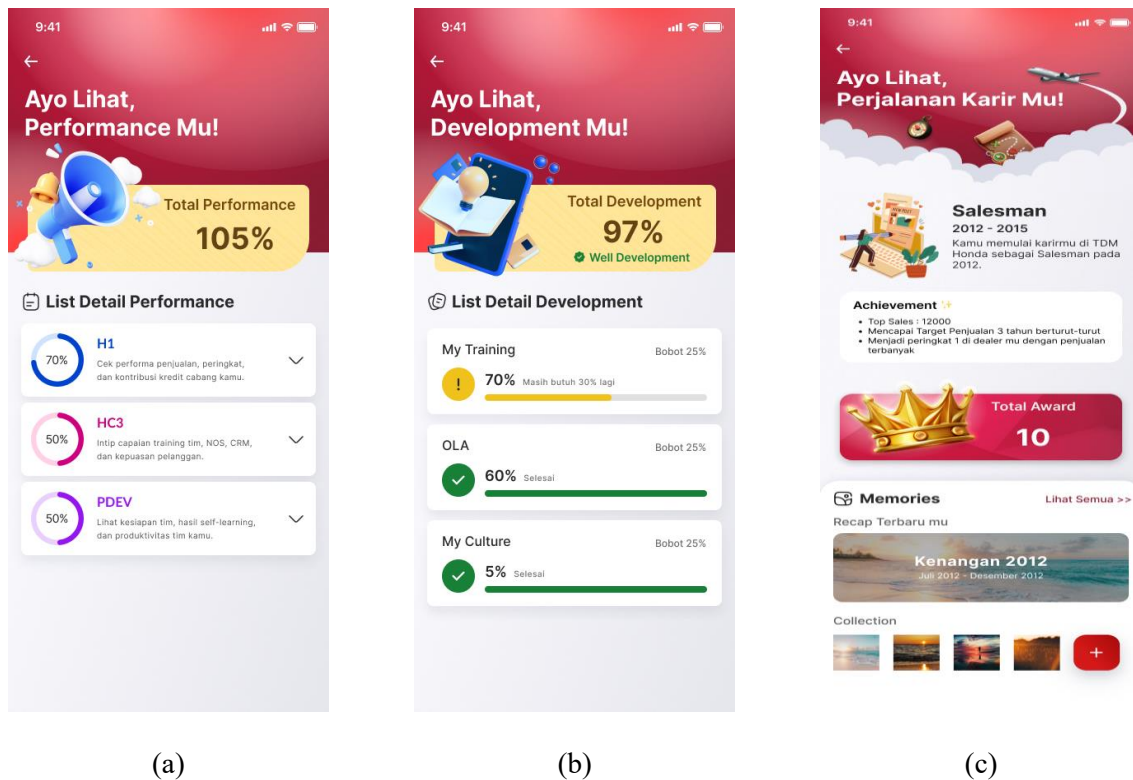 9:41
Ayo Lihat,
Performance Mu!
Total Performance
105%
List Detail Performance
70%
H1
Cek performa penjualan, peringkat,
dan kontribusi kredit cabang kamu.
50%
HC3
Intip capaian training tim, NOS, CRM,
dan kepuasan pelanggan.
50%
PDEV
Lihat kesiapan tim, hasil self-learning,
dan produktivitas tim kamu.
(a)
9:41
Ayo Lihat,
Development Mu!
Total Development
97%
Well Development
List Detail Development
My Training
Bobot 25%
!
70% Masih butuh 30% lagi
OLA
Bobot 25%
60% Selesai
My Culture
Bobot 25%
5% Selesai
(b)
9:41
Ayo Lihat,
Perjalanan Karir Mu!
Salesman
2012 - 2015
Kamu memulai karirmu di TDM
Honda sebagai Salesman pada
2012.
Achievement
• Top Sales : 12000
• Mencapai Target Penjualan 3 tahun berturut-turut
• Menjadi peringkat 1 di dealer mu dengan penjualan
terbanyak
Total Award
10
Memories
Lihat Semua >>
Recap Terbaru mu
Kenangan 2012
Juli 2012 - Desember 2012
Collection
+
(c)